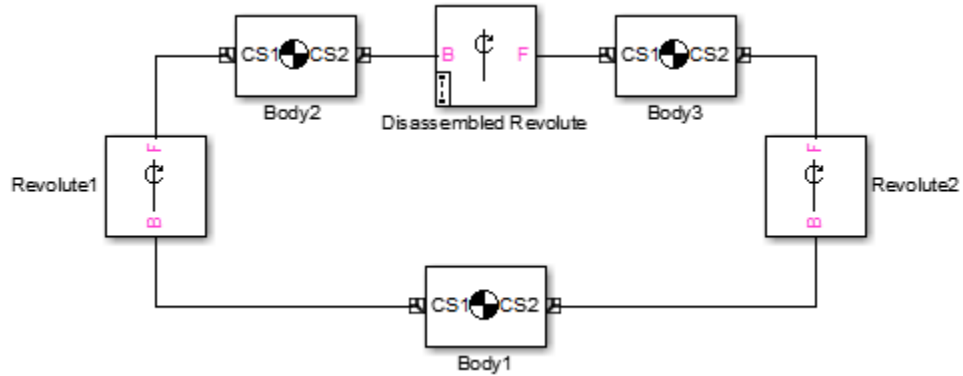 CS1 CS2
B F
CS1 CS2
Body2
Disassembled Revolute
Body3
F
F
Revolute1
Revolute2
B
B
CS1 CS2
Body1